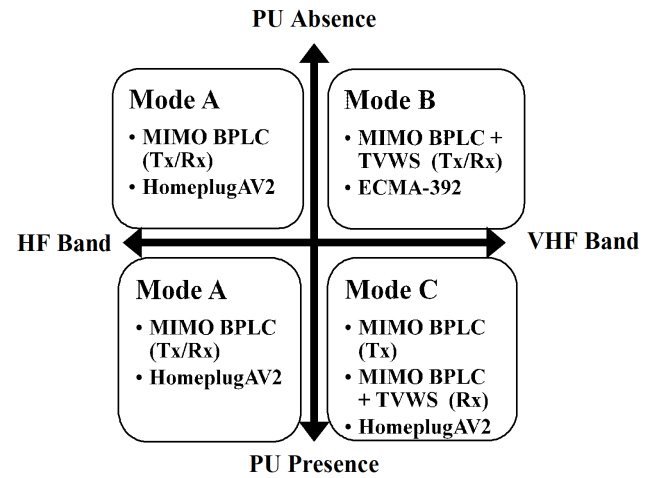 PU Absence
Mode A
• MIMO BPLC
(Tx/Rx)
• HomeplugAV2
Mode B
• MIMO BPLC +
TVWS (Tx/Rx)
• ECMA-392
HF Band
VHF Band
Mode A
• MIMO BPLC
(Tx/Rx)
• HomeplugAV2
Mode C
• MIMO BPLC
(Tx)
• MIMO BPLC
+ TVWS (Rx)
• HomeplugAV2
PU Presence